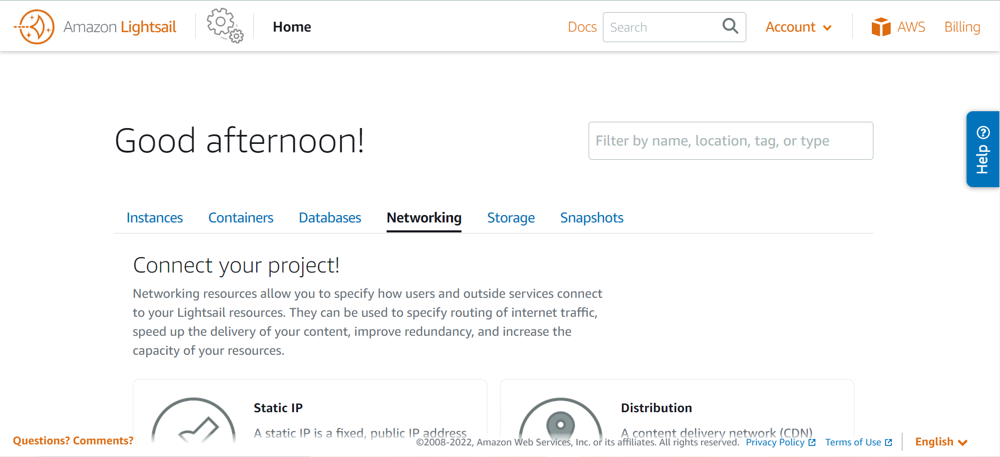 Amazon Lightsail
Home
Docs
Search
Account
AWS
Billing
Good afternoon!
Filter by name, location, tag, or type
Help
Instances
Containers
Databases
Networking
Storage
Snapshots
Connect your project!
Networking resources allow you to specify how users and outside services connect
to your Lightsail resources. They can be used to specify routing of internet traffic,
speed up the delivery of your content, improve redundancy, and increase the
capacity of your resources.
Static IP
A static IP is a fixed, public IP address
Distribution
A content delivery network (CDN)
Questions? Comments?
©2008-2022, Amazon Web Services, Inc. or its affiliates. All rights reserved.
Privacy Policy
Terms of Use
English